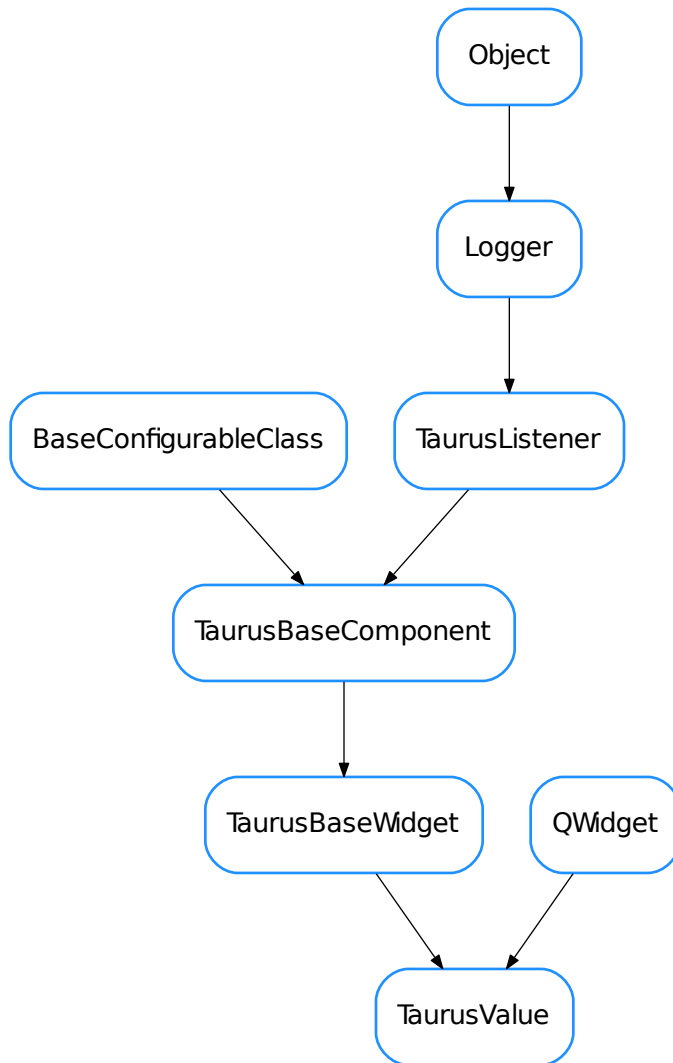 Object
Logger
BaseConfigurableClass
TaurusListener
TaurusBaseComponent
TaurusBaseWidget
QWidget
TaurusValue